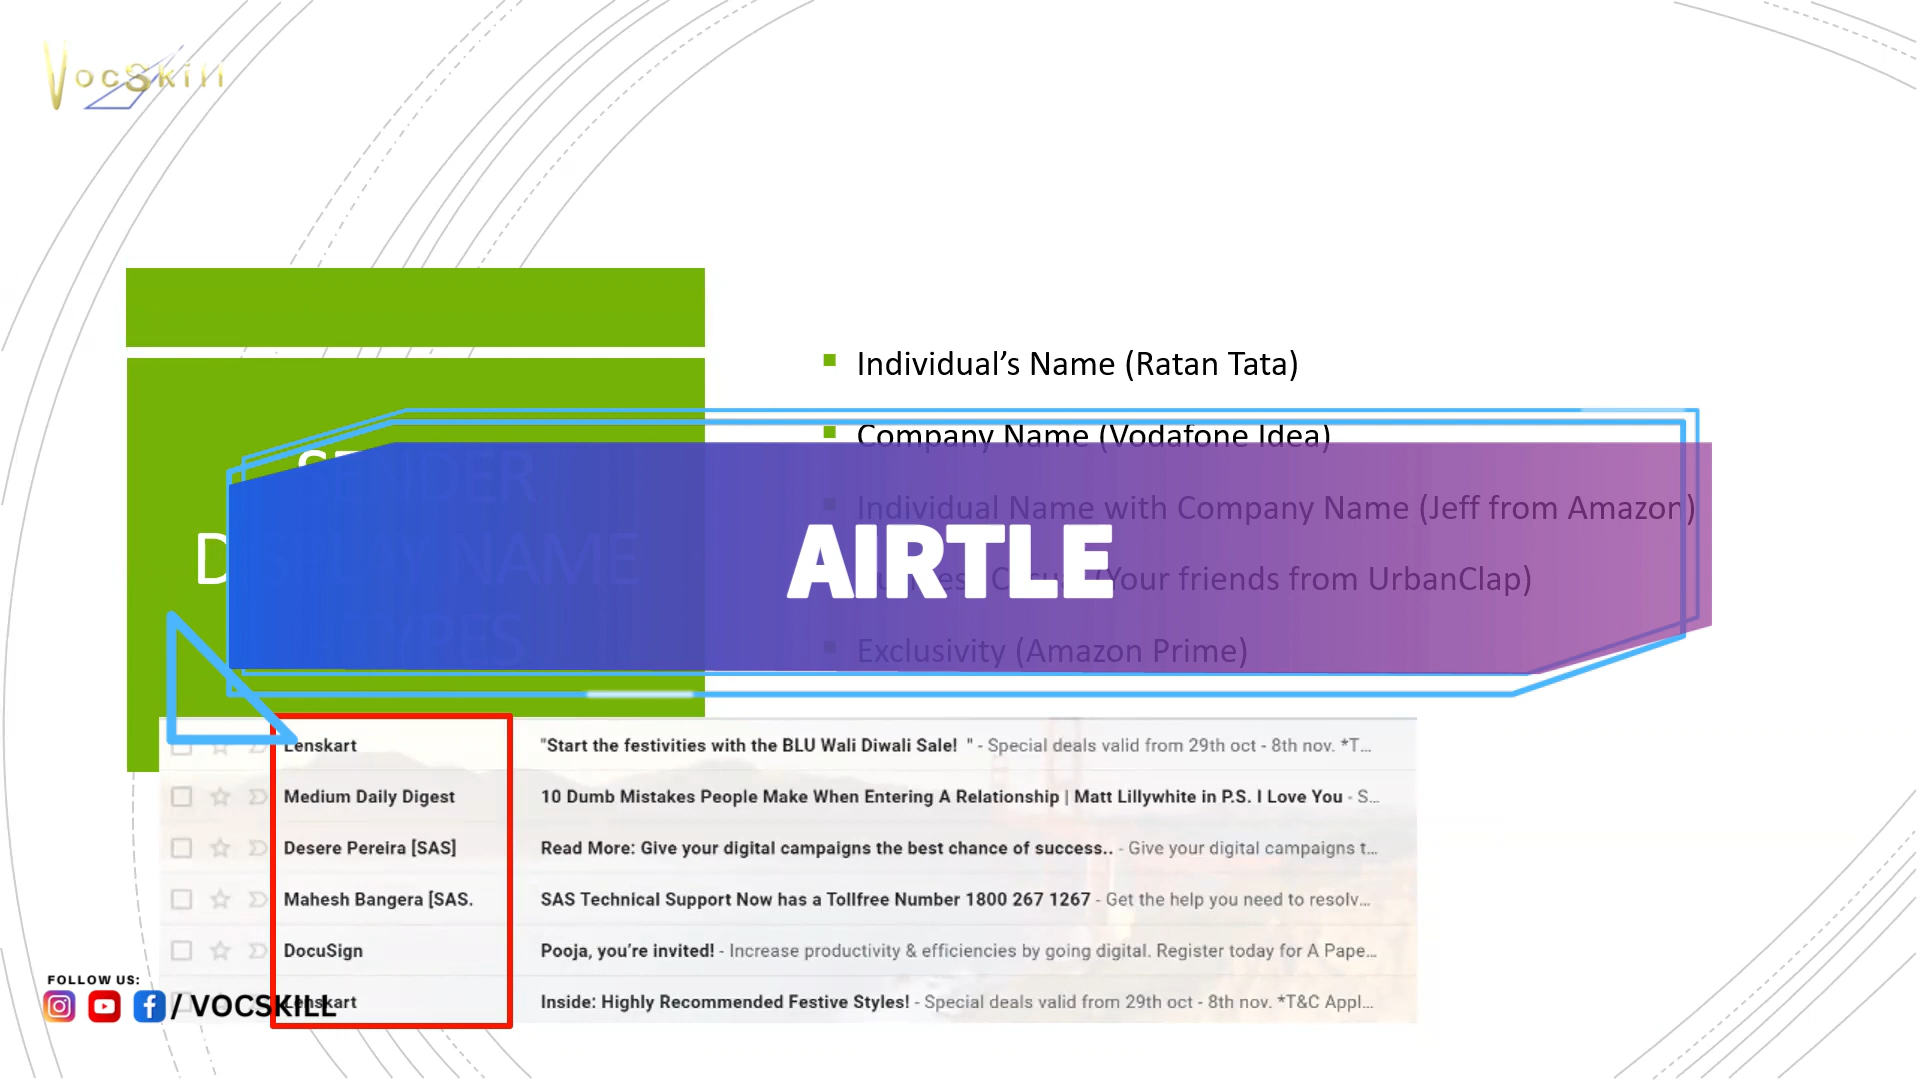 VocSkill
SENDER
DISPLAY NAME
TYPES
Individual's Name (Ratan Tata)
Company Name (Vodafone Idea)
Individual Name with Company Name (Jeff from Amazon)
(Your friends from UrbanClap)
Exclusivity (Amazon Prime)
AIRTLE
Lenskart "Start the festivities with the BLU Wali Diwali Sale! " - Special deals valid from 29th oct - 8th nov. *T...
Medium Daily Digest 10 Dumb Mistakes People Make When Entering A Relationship | Matt Lillywhite in P.S. I Love You - S...
Desere Pereira [SAS] Read More: Give your digital campaigns the best chance of success.. - Give your digital campaigns t...
Mahesh Bangera [SAS. SAS Technical Support Now has a Tollfree Number 1800 267 1267 - Get the help you need to resolv...
DocuSign Pooja, you're invited! - Increase productivity & efficiencies by going digital. Register today for A Pape...
Lenskart Inside: Highly Recommended Festive Styles! - Special deals valid from 29th oct - 8th nov. *T&C Appl...
FOLLOW US:
/ VOCSKILL